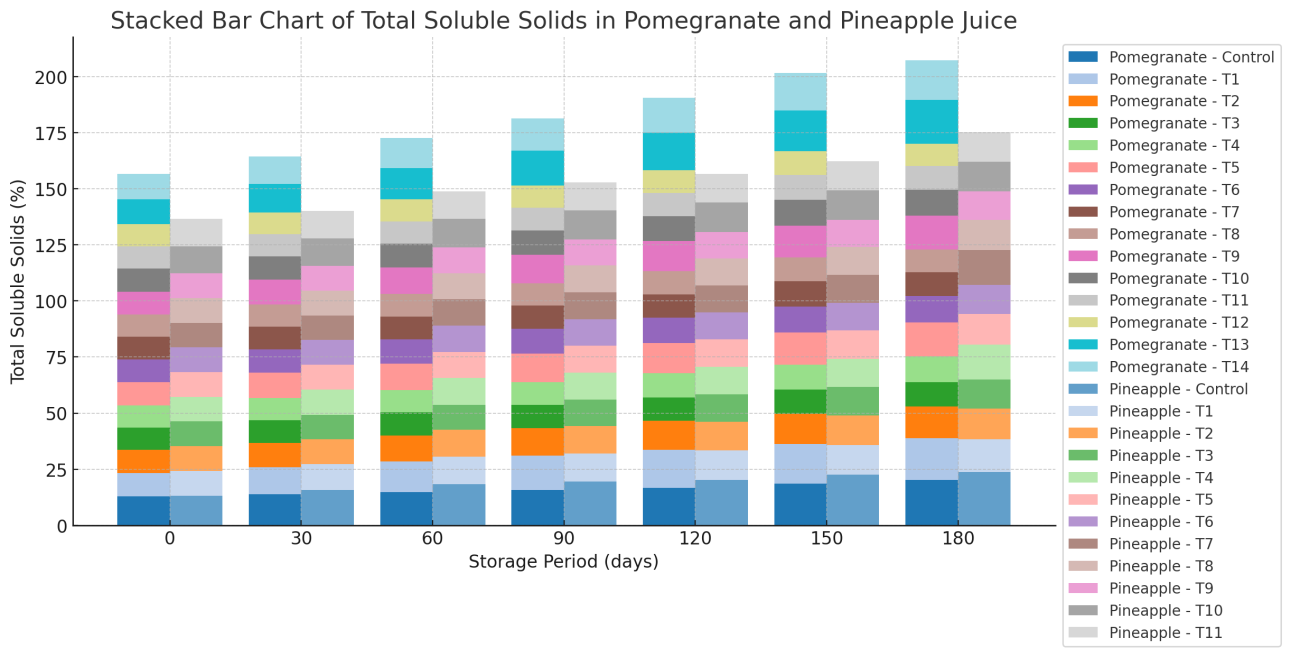 Stacked Bar Chart of Total Soluble Solids in Pomegranate and Pineapple Juice
Total Soluble Solids (%)
200
175
150
125
100
75
50
25
0
0 30 60 90 120 150 180
Storage Period (days)
Pomegranate - Control
Pomegranate - T1
Pomegranate - T2
Pomegranate - T3
Pomegranate - T4
Pomegranate - T5
Pomegranate - T6
Pomegranate - T7
Pomegranate - T8
Pomegranate - T9
Pomegranate - T10
Pomegranate - T11
Pomegranate - T12
Pomegranate - T13
Pomegranate - T14
Pineapple - Control
Pineapple - T1
Pineapple - T2
Pineapple - T3
Pineapple - T4
Pineapple - T5
Pineapple - T6
Pineapple - T7
Pineapple - T8
Pineapple - T9
Pineapple - T10
Pineapple - T11